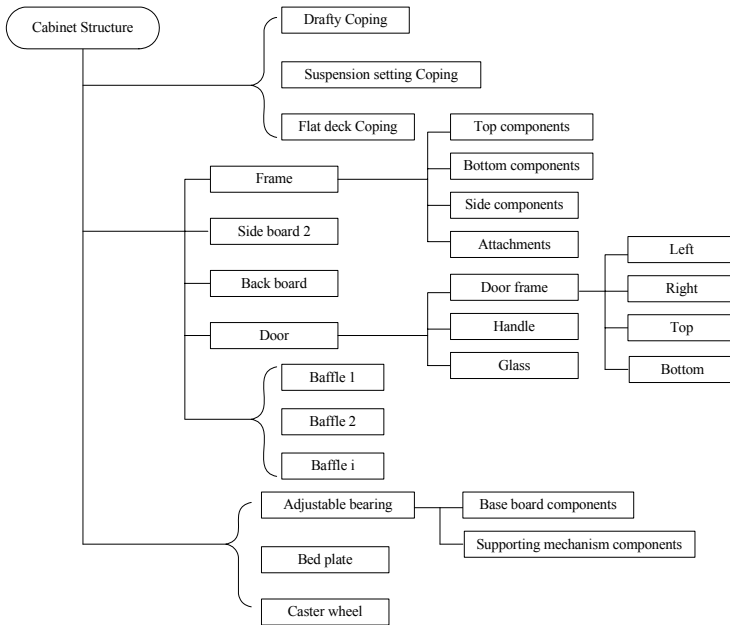 Cabinet Structure
Drafty Coping
Suspension setting Coping
Flat deck Coping
Frame
Top components
Bottom components
Side components
Attachments
Side board 2
Back board
Door
Door frame
Handle
Glass
Left
Right
Top
Bottom
Baffle 1
Baffle 2
Baffle i
Adjustable bearing
Base board components
Supporting mechanism components
Bed plate
Caster wheel